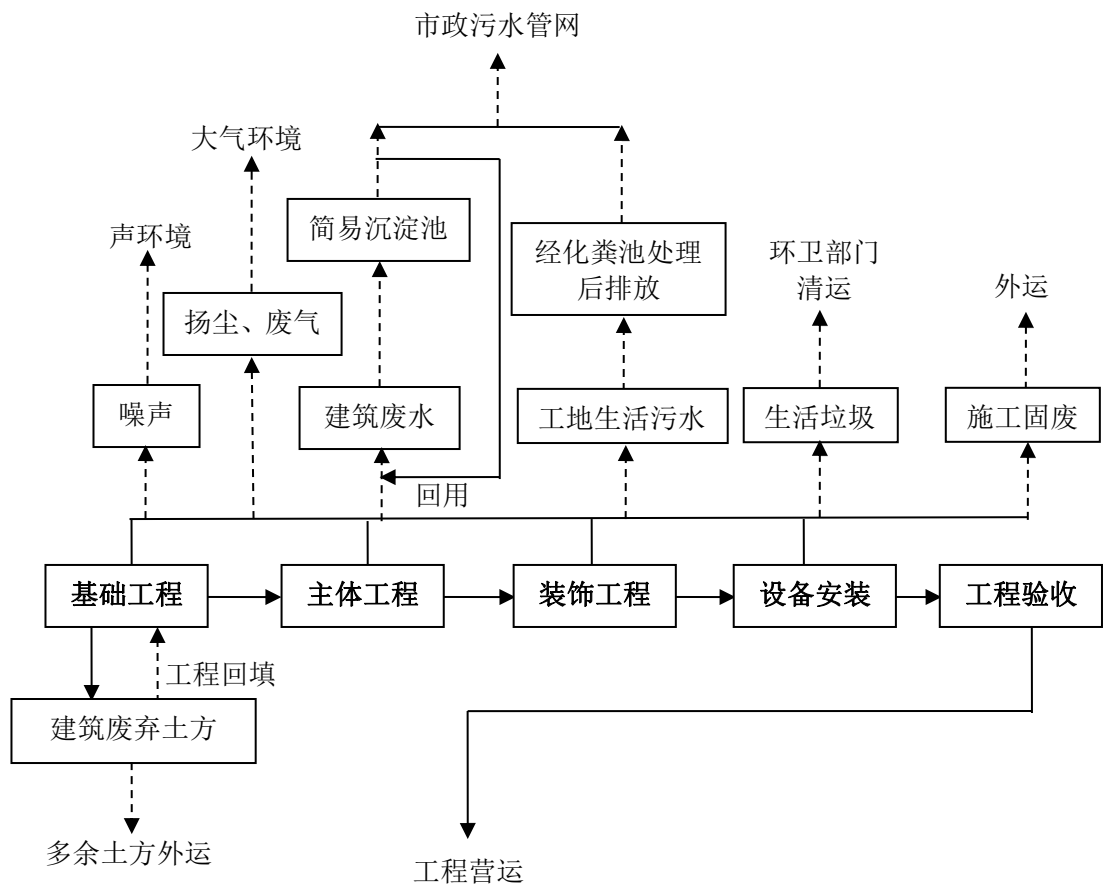 市政污水管网
大气环境
简易沉淀池
声环境
经化粪池处理
后排放
环卫部门
清运
外运
扬尘、废气
噪声
建筑废水
工地生活污水
生活垃圾
施工固废
回用
基础工程
主体工程
装饰工程
设备安装
工程验收
工程回填
建筑废弃土方
多余土方外运
工程营运